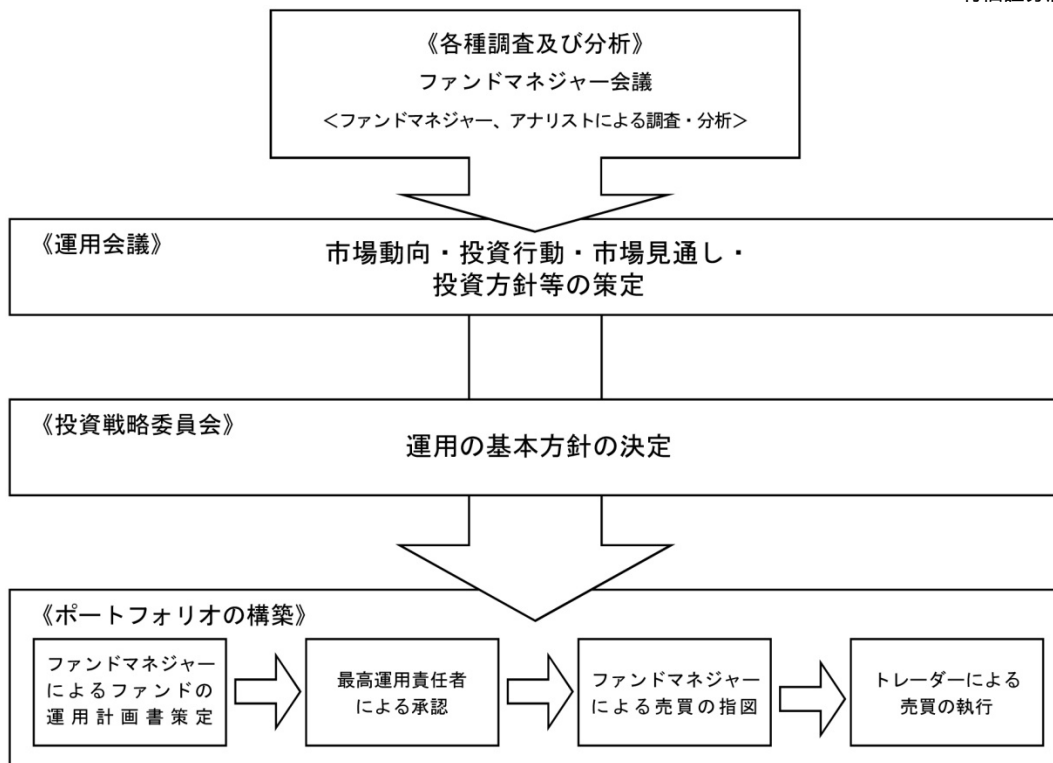 《各種調査及び分析》
ファンドマネジャー会議
＜ファンドマネジャー、アナリストによる調査・分析＞
《運用会議》
市場動向・投資行動・市場見通し・
投資方針等の策定
《投資戦略委員会》
運用の基本方針の決定
《ポートフォリオの構築》
ファンドマネジャー
によるファンドの
運用計画書策定
最高運用責任者
による承認
ファンドマネジャー
による売買の指図
トレーダーによる
売買の執行